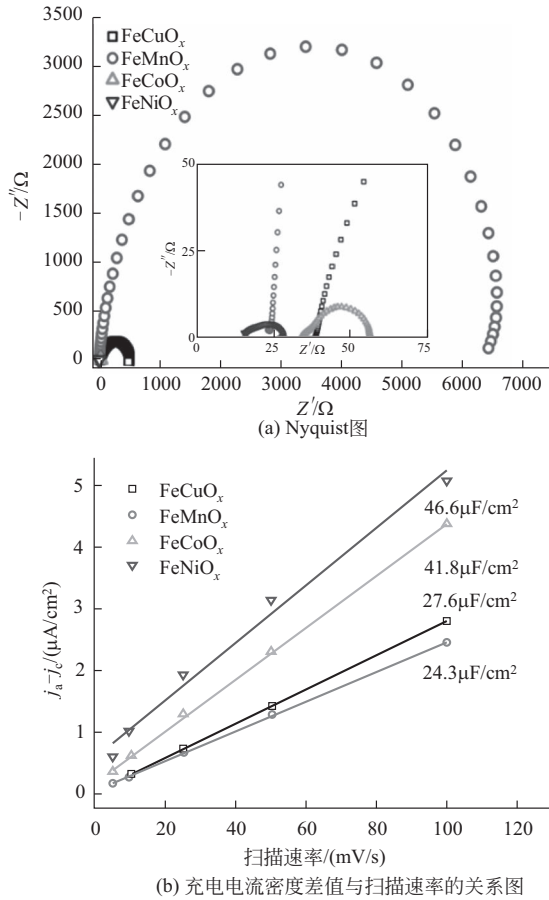 3500
3000
2500
2000
1500
1000
500
0
−Z″/Ω
FeCuOₓ
FeMnOₓ
FeCoOₓ
FeNiOₓ
50
25
0
−Z″/Ω
0 25 50 75
Z′/Ω
0 1000 2000 3000 4000 5000 6000 7000
Z′/Ω
(a) Nyquist图
5
4
3
2
1
0
jₐ−j꜀/(μA/cm²)
FeCuOₓ
FeMnOₓ
FeCoOₓ
FeNiOₓ
46.6μF/cm²
41.8μF/cm²
27.6μF/cm²
24.3μF/cm²
0 20 40 60 80 100 120
扫描速率/(mV/s)
(b) 充电电流密度差值与扫描速率的关系图